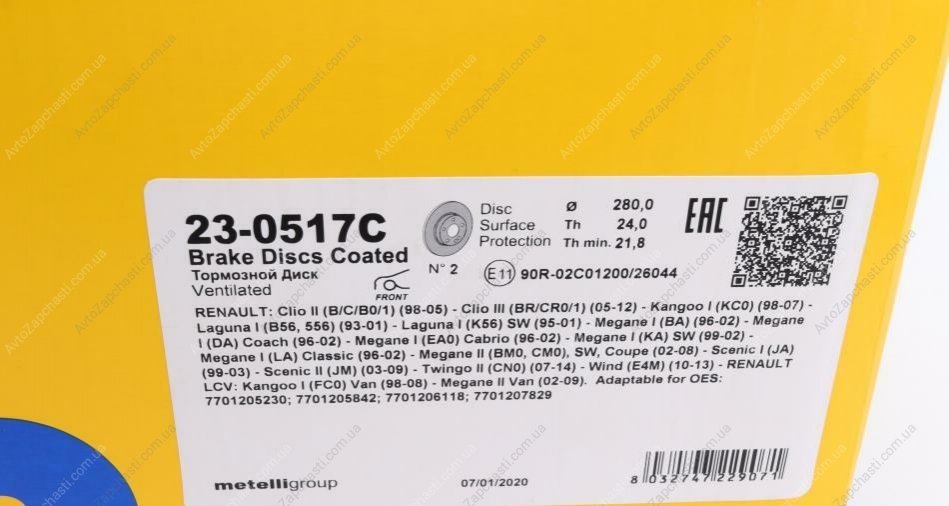 23-0517C
Brake Discs Coated
Тормозной Диск
Ventilated
FRONT
N° 2
Disc
Surface
Protection
Ø 280,0
Th 24,0
Th min. 21,8
E11 90R-02C01200/26044
EAC
RENAULT: Clio II (B/C/B0/1) (98-05) - Clio III (BR/CR0/1) (05-12) - Kangoo I (KC0) (98-07) -
Laguna I (B56, 556) (93-01) - Laguna I (K56) SW (95-01) - Megane I (BA) (96-02) - Megane
I (DA) Coach (96-02) - Megane I (EA0) Cabrio (96-02) - Megane I (KA) SW (99-02) -
Megane I (LA) Classic (96-02) - Megane II (BM0, CM0), SW, Coupe (02-08) - Scenic I (JA)
(99-03) - Scenic II (JM) (03-09) - Twingo II (CN0) (07-14) - Wind (E4M) (10-13) - RENAULT
LCV: Kangoo I (FC0) Van (98-08) - Megane II Van (02-09). Adaptable for OES:
7701205230; 7701205842; 7701206118; 7701207829
metelligroup
07/01/2020
8 032747 229071
AvtoZapchasti.com.ua